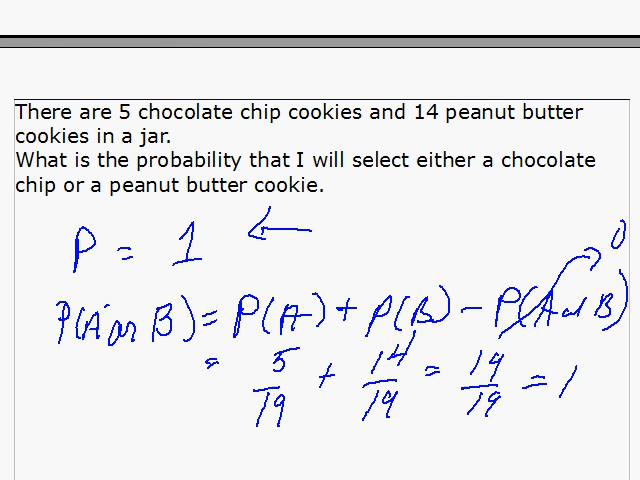 There are 5 chocolate chip cookies and 14 peanut butter
cookies in a jar.
What is the probability that I will select either a chocolate
chip or a peanut butter cookie.
P = 1 ←
0
P(A or B) = P(A) + P(B) - P(A and B)
= 5/19 + 14/19 = 19/19 = 1